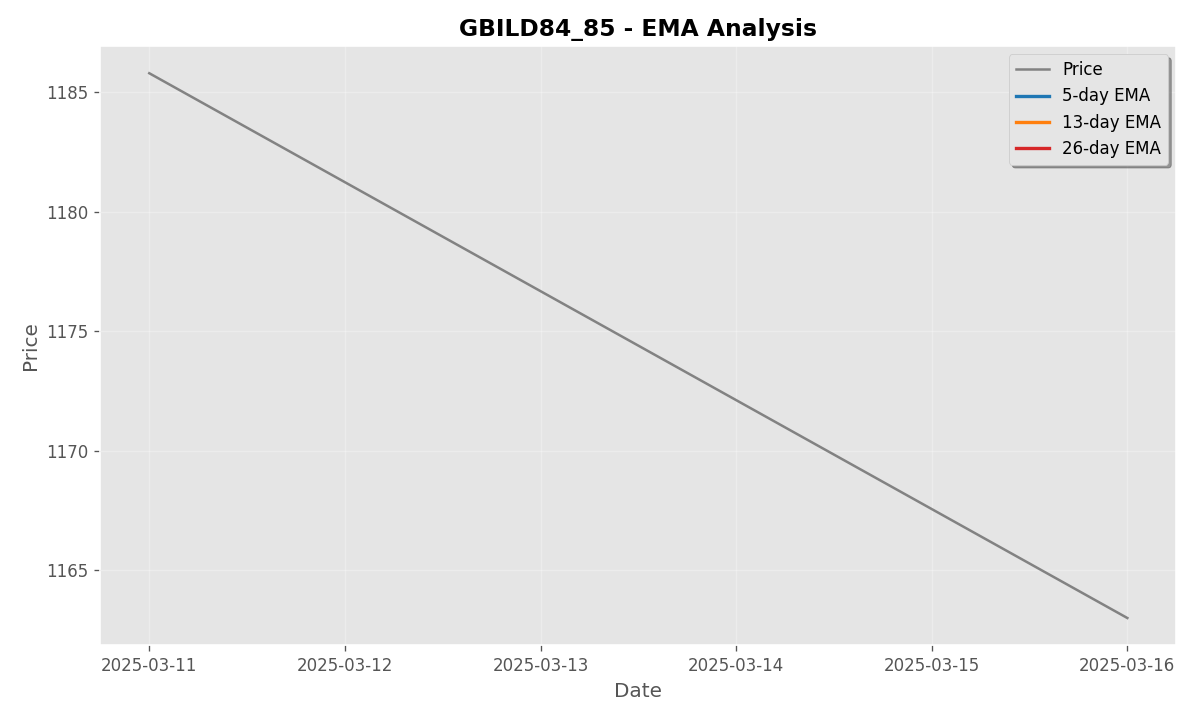 GBILD84_85 - EMA Analysis
Price
5-day EMA
13-day EMA
26-day EMA
Price
1185
1180
1175
1170
1165
2025-03-11
2025-03-12
2025-03-13
2025-03-14
2025-03-15
2025-03-16
Date